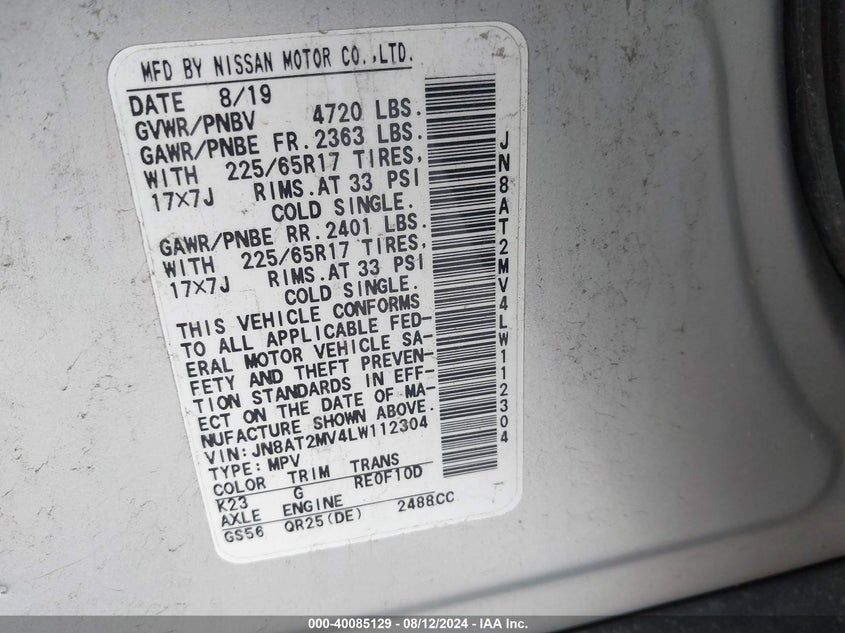 MFD BY NISSAN MOTOR CO.,LTD.
DATE 8/19
GVWR/PNBV 4720 LBS.
GAWR/PNBE FR. 2363 LBS.
WITH 225/65R17 TIRES,
17X7J RIMS.AT 33 PSI
COLD SINGLE.
GAWR/PNBE RR. 2401 LBS.
WITH 225/65R17 TIRES,
17X7J RIMS.AT 33 PSI
COLD SINGLE.
THIS VEHICLE CONFORMS
TO ALL APPLICABLE FED-
ERAL MOTOR VEHICLE SA-
FETY AND THEFT PREVEN-
TION STANDARDS IN EFF-
ECT ON THE DATE OF MA-
NUFACTURE SHOWN ABOVE.
VIN:JN8AT2MV4LW112304
TYPE:MPV
COLOR TRIM TRANS
K23 G RE0F10D
AXLE ENGINE
GS56 QR25(DE) 2488CC
JN8AT2MV4LW112304
000-40085129 - 08/12/2024 - IAA Inc.